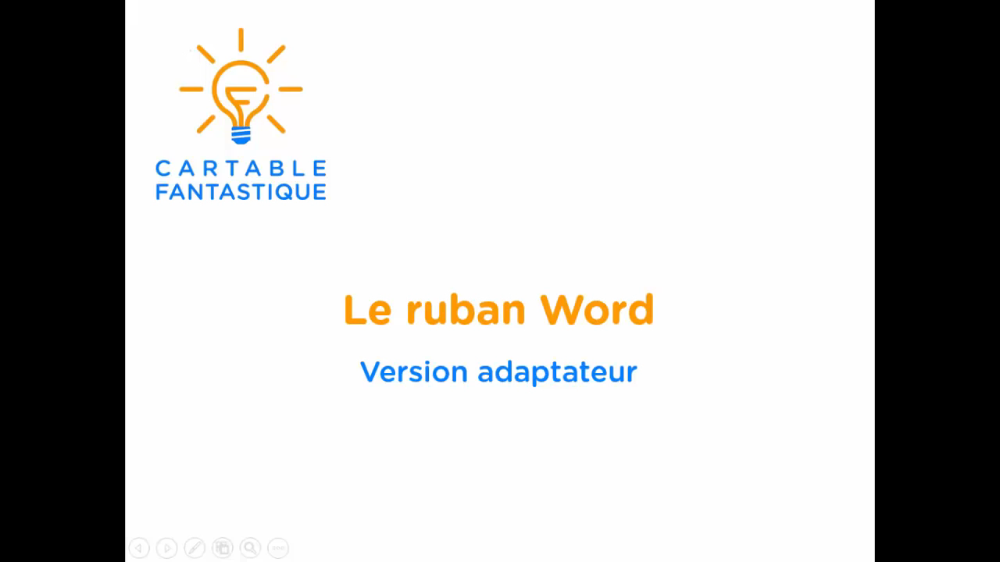 CARTABLE
FANTASTIQUE
Le ruban Word
Version adaptateur